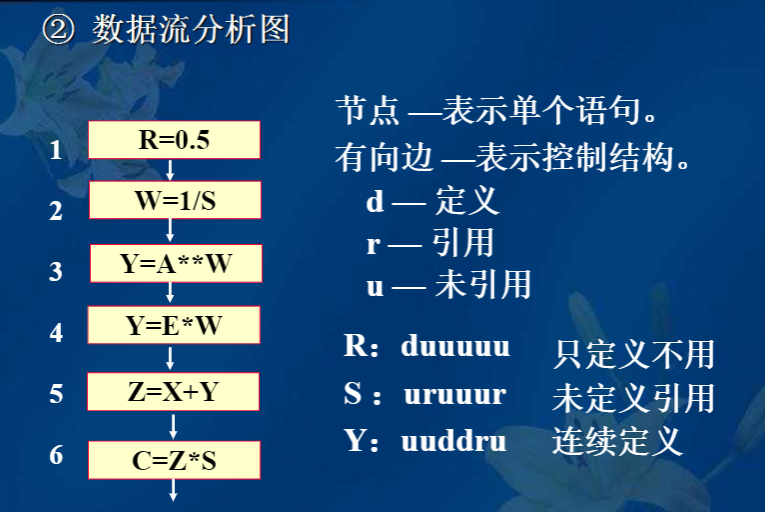 ② 数据流分析图
1 R=0.5
2 W=1/S
3 Y=A**W
4 Y=E*W
5 Z=X+Y
6 C=Z*S
节点 —表示单个语句。
有向边 —表示控制结构。
d — 定义
r — 引用
u — 未引用
R：duuuuu 只定义不用
S ：uruuur 未定义引用
Y：uuddru 连续定义